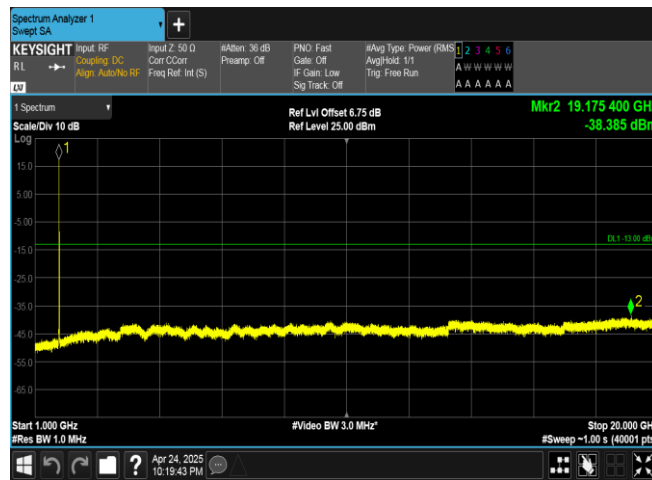 Spectrum Analyzer 1
Swept SA
+
KEYSIGHT Input: RF Input Z: 50 Ω #Atten: 36 dB PNO: Fast #Avg Type: Power (RMS 1 2 3 4 5 6
RL Coupling: DC Corr CCorr Preamp: Off Gate: Off Avg|Hold: 1/1 A W W W W W
Align: Auto/No RF Freq Ref: Int (S) IF Gain: Low Trig: Free Run
LXI Sig Track: Off A A A A A A
1 Spectrum Ref Lvl Offset 6.75 dB Mkr2 19.175 400 GH
Scale/Div 10 dB Ref Level 25.00 dBm -38.385 dBr
Log
1
15.0
5.00
-5.00
DL1 -13.00 dB
-15.0
-25.0
-35.0
2
-45.0
-55.0
-65.0
Start 1.000 GHz #Video BW 3.0 MHz* Stop 20.000 GH
#Res BW 1.0 MHz #Sweep ~1.00 s (40001 pts
? Apr 24, 2025
10:19:43 PM